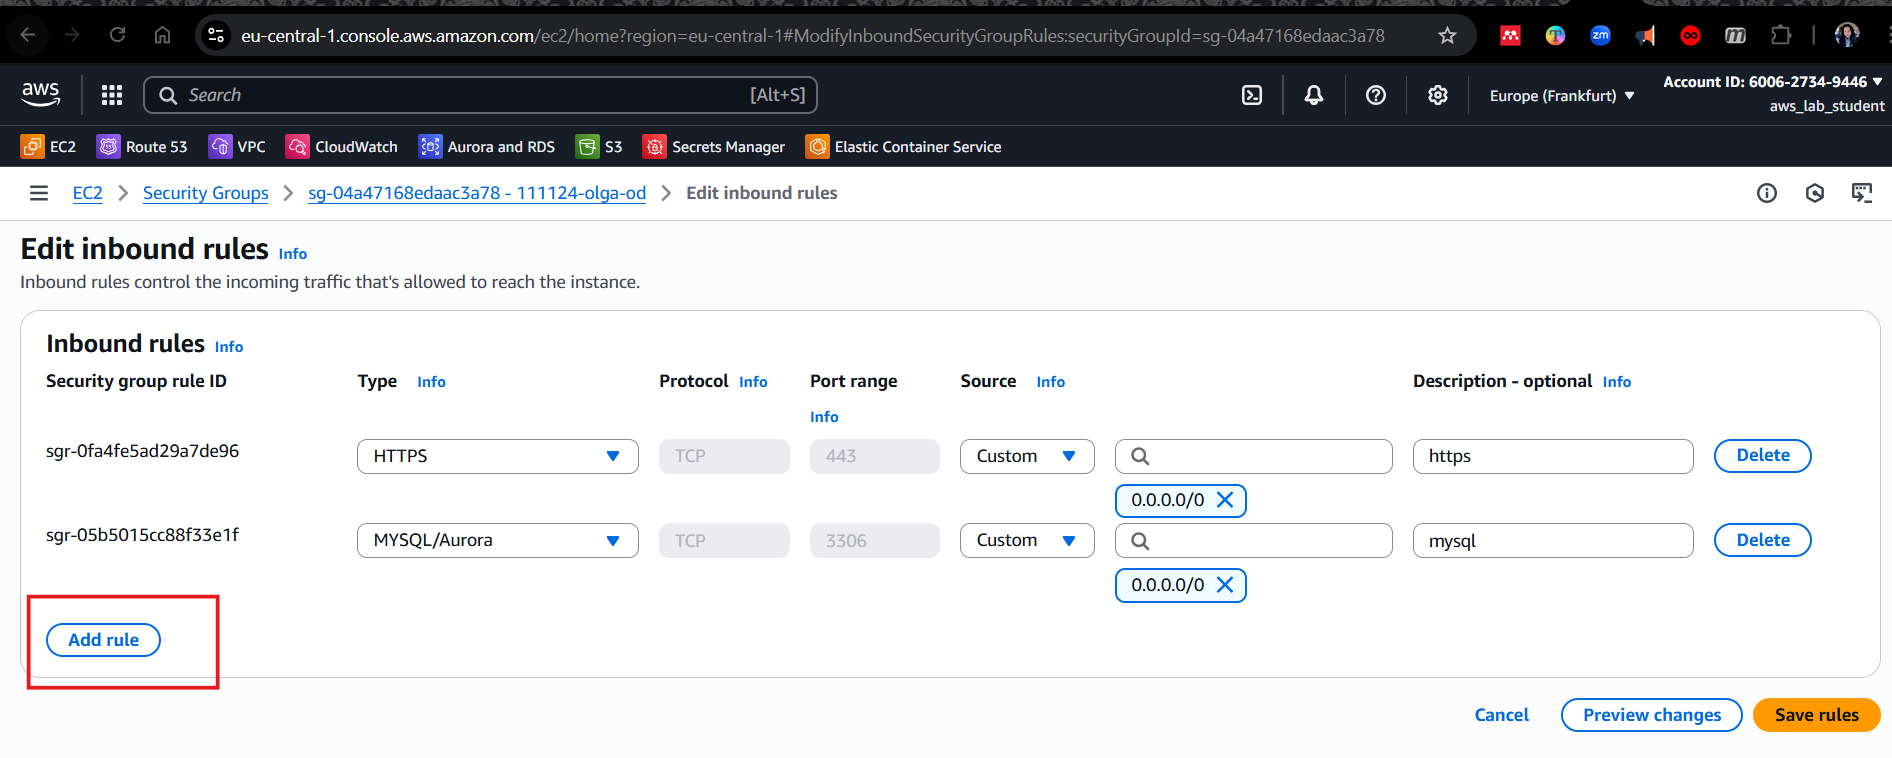 eu-central-1.console.aws.amazon.com/ec2/home?region=eu-central-1#ModifyInboundSecurityGroupRules:securityGroupId=sg-04a47168edaac3a78
aws
Search [Alt+S]
Europe (Frankfurt)
Account ID: 6006-2734-9446
aws_lab_student
EC2 Route 53 VPC CloudWatch Aurora and RDS S3 Secrets Manager Elastic Container Service
EC2 > Security Groups > sg-04a47168edaac3a78 - 111124-olga-od > Edit inbound rules
Edit inbound rules Info
Inbound rules control the incoming traffic that's allowed to reach the instance.
Inbound rules Info
Security group rule ID Type Info Protocol Info Port range Info Source Info Description - optional Info
sgr-0fa4fe5ad29a7de96 HTTPS TCP 443 Custom https Delete
0.0.0.0/0
sgr-05b5015cc88f33e1f MYSQL/Aurora TCP 3306 Custom mysql Delete
0.0.0.0/0
Add rule
Cancel Preview changes Save rules